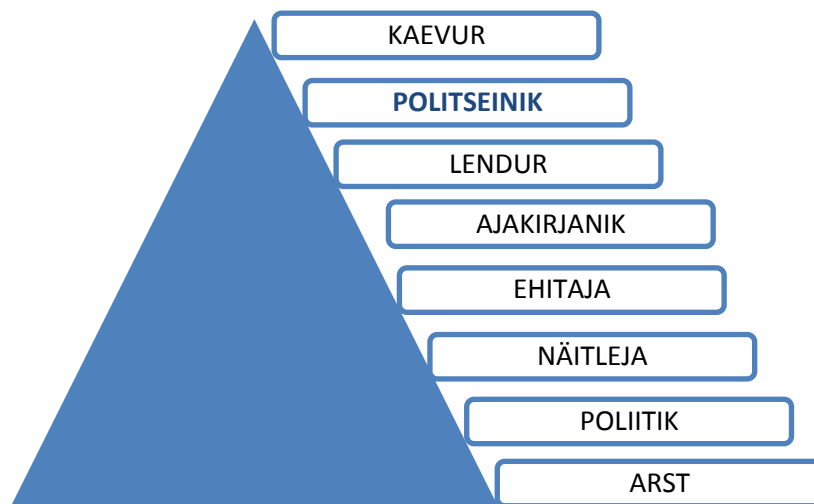 KAEVUR
POLITSEINIK
LENDUR
AJAKIRJANIK
EHITAJA
NÄITLEJA
POLIITIK
ARST